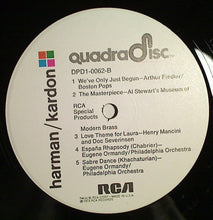 harman/kardon
quadradisc
DPD1-0062-B
1 We've Only Just Begun-Arthur Fiedler/
Boston Pops
2 The Masterpiece-Al Stewart's Museum of
Modern Brass
RCA
Special
Products
3 Love Theme for Laura-Henry Mancini
and Doc Severinsen
4 España Rhapsody (Chabrier)-
Eugene Ormandy/Philadelphia Orchestra
5 Sabre Dance (Khachaturian)-
Eugene Ormandy/Philadelphia Orchestra
RCA